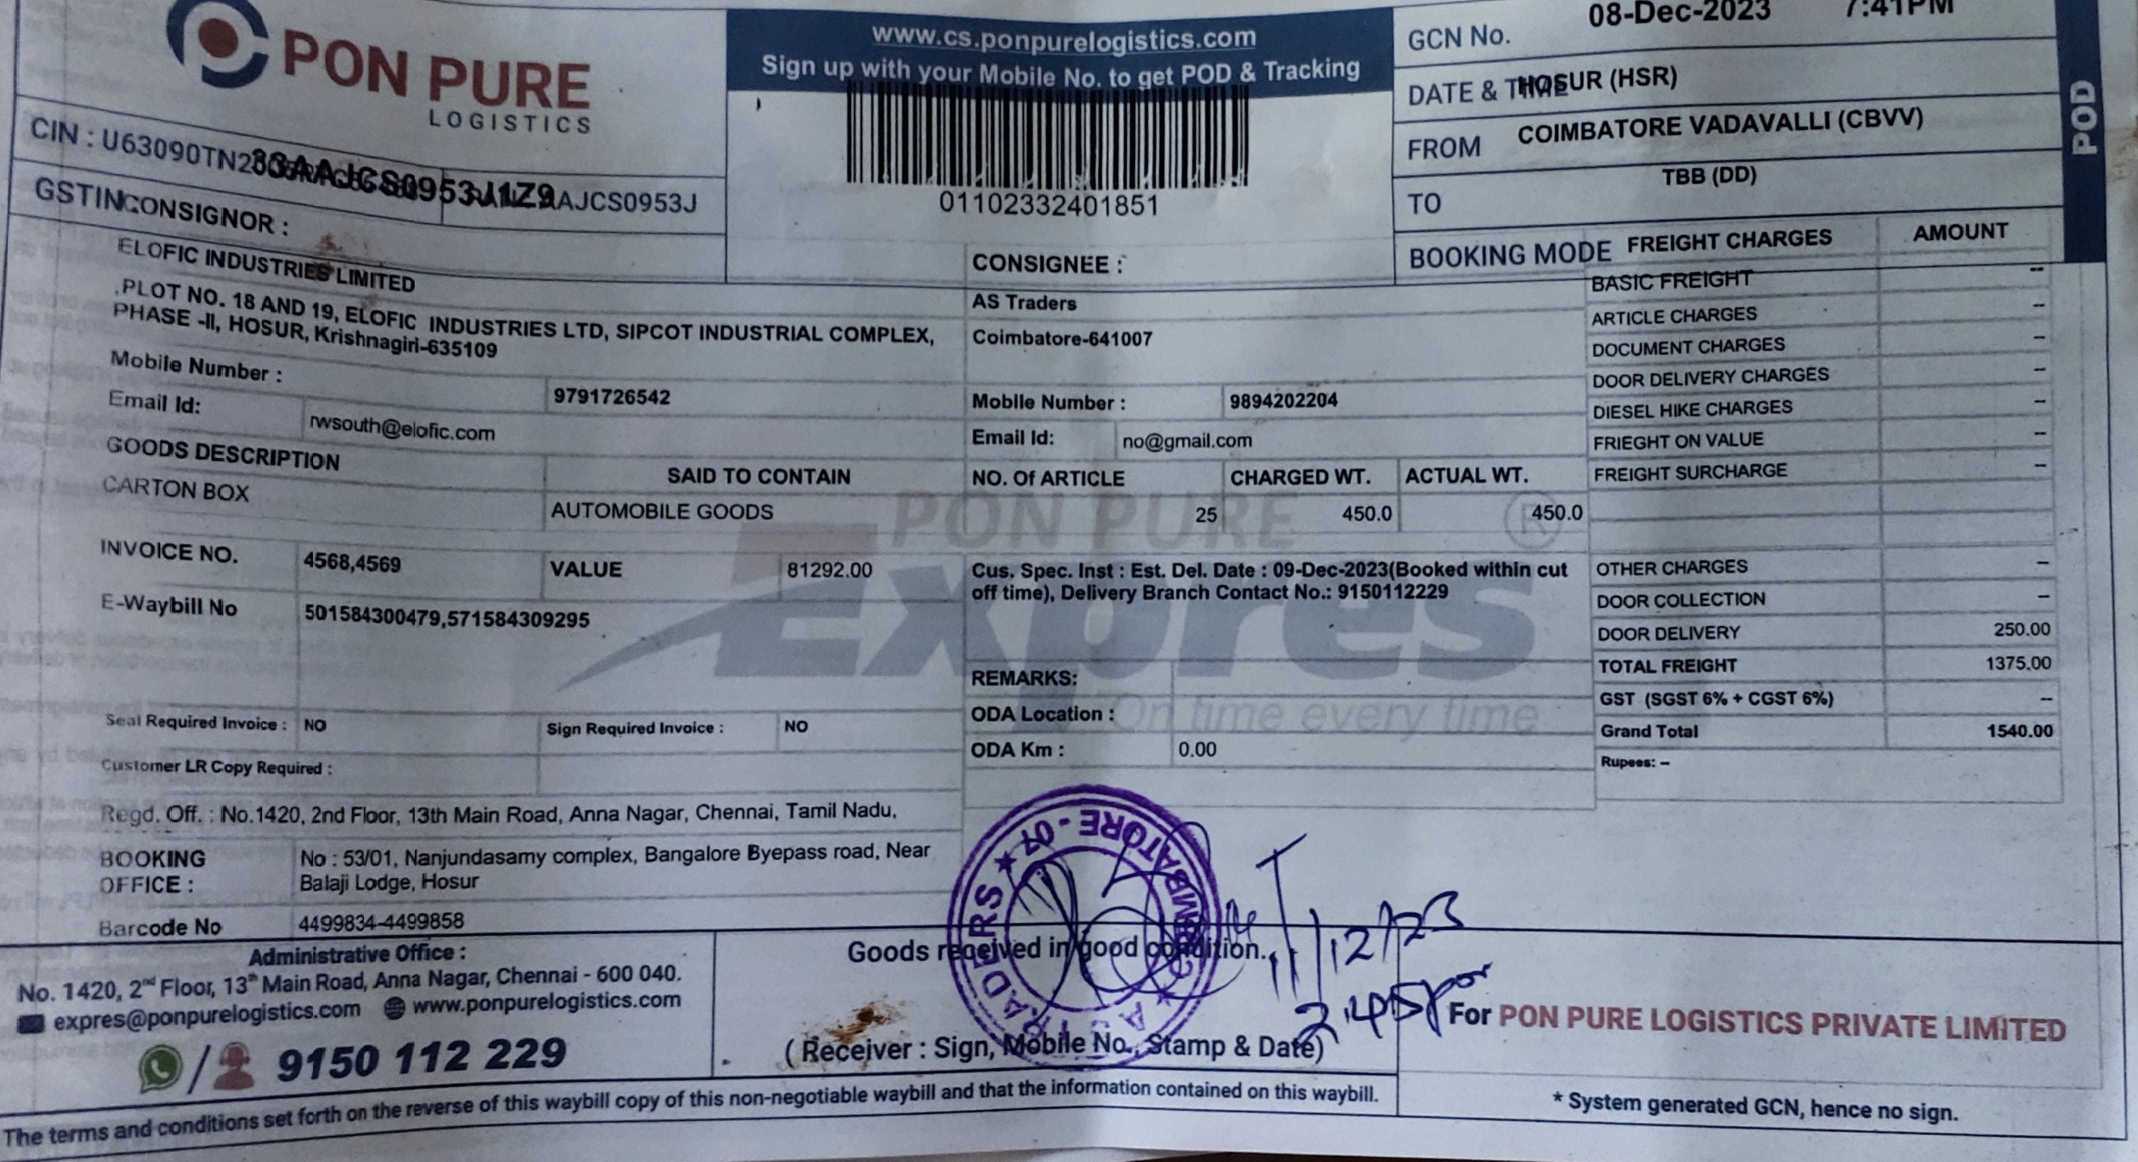 PON PURE
LOGISTICS
www.cs.ponpurelogistics.com
Sign up with your Mobile No. to get POD & Tracking
01102332401851
GCN No. 08-Dec-2023 7:41PM
DATE & TIME HOSUR (HSR)
FROM COIMBATORE VADAVALLI (CBVV)
TO TBB (DD)
BOOKING MODE
POD
CIN : U63090TN2
33AAJCS0953J1Z9
AAJCS0953J
GSTIN
CONSIGNOR :
ELOFIC INDUSTRIES LIMITED
,PLOT NO. 18 AND 19, ELOFIC INDUSTRIES LTD, SIPCOT INDUSTRIAL COMPLEX,
PHASE -II, HOSUR, Krishnagiri-635109
Mobile Number : 9791726542
Email Id: rwsouth@elofic.com
CONSIGNEE :
AS Traders
Coimbatore-641007
Mobile Number : 9894202204
Email Id: no@gmail.com
GOODS DESCRIPTION SAID TO CONTAIN NO. Of ARTICLE CHARGED WT. ACTUAL WT.
CARTON BOX AUTOMOBILE GOODS 25 450.0 450.0
INVOICE NO. 4568,4569 VALUE 81292.00
E-Waybill No 501584300479,571584309295
Cus. Spec. Inst : Est. Del. Date : 09-Dec-2023(Booked within cut
off time), Delivery Branch Contact No.: 9150112229
PON PURE
Expres ®
On time every time
REMARKS:
ODA Location :
ODA Km : 0.00
Seal Required Invoice : NO Sign Required Invoice : NO
Customer LR Copy Required :
FREIGHT CHARGES AMOUNT
BASIC FREIGHT --
ARTICLE CHARGES --
DOCUMENT CHARGES --
DOOR DELIVERY CHARGES --
DIESEL HIKE CHARGES --
FRIEGHT ON VALUE --
FREIGHT SURCHARGE --
OTHER CHARGES --
DOOR COLLECTION --
DOOR DELIVERY 250.00
TOTAL FREIGHT 1375.00
GST (SGST 6% + CGST 6%) --
Grand Total 1540.00
Rupees: --
Regd. Off. : No.1420, 2nd Floor, 13th Main Road, Anna Nagar, Chennai, Tamil Nadu,
BOOKING OFFICE : No : 53/01, Nanjundasamy complex, Bangalore Byepass road, Near
Balaji Lodge, Hosur
Barcode No 4499834-4499858
Administrative Office :
No. 1420, 2nd Floor, 13th Main Road, Anna Nagar, Chennai - 600 040.
expres@ponpurelogistics.com www.ponpurelogistics.com
/ 9150 112 229
Goods received in good condition.
11/12/23
2.45pm
( Receiver : Sign, Mobile No., Stamp & Date)
For PON PURE LOGISTICS PRIVATE LIMITED
* System generated GCN, hence no sign.
The terms and conditions set forth on the reverse of this waybill copy of this non-negotiable waybill and that the information contained on this waybill.